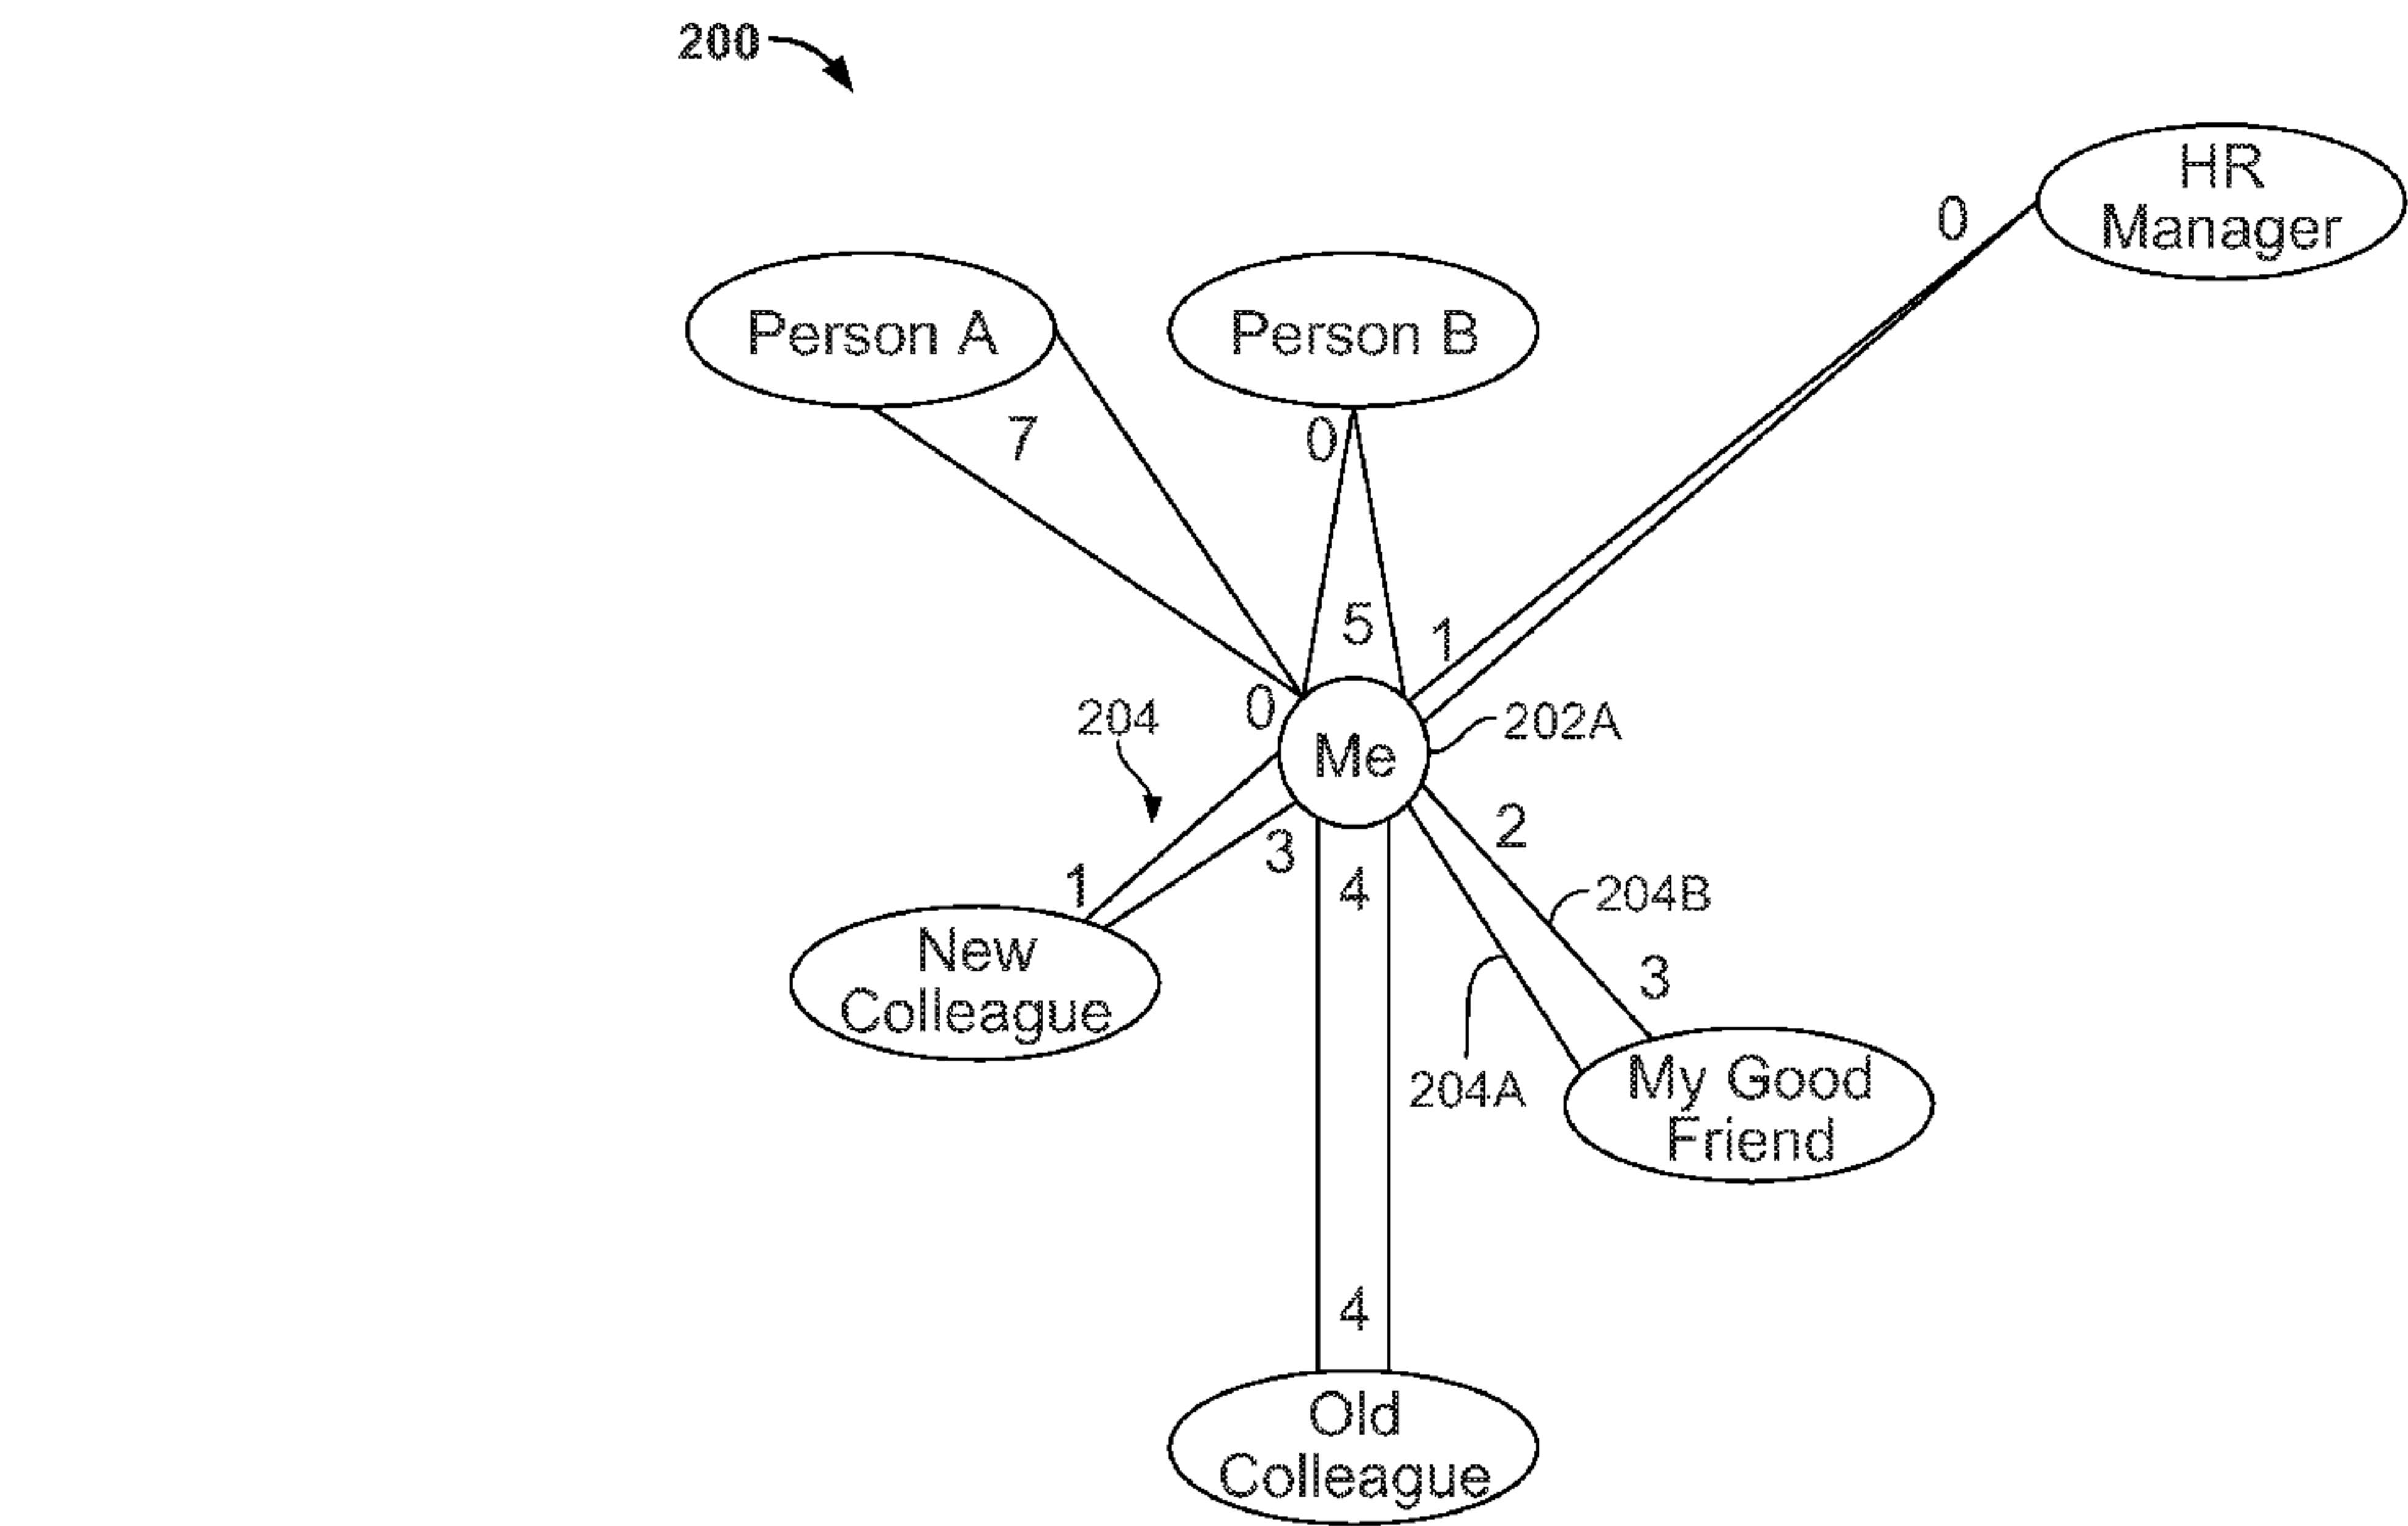 200
HR
Manager
0
Person A
Person B
7
0
5
1
0
204
202A
Me
2
3
1
4
204B
New
Colleague
3
204A
My Good
Friend
4
Old
Colleague